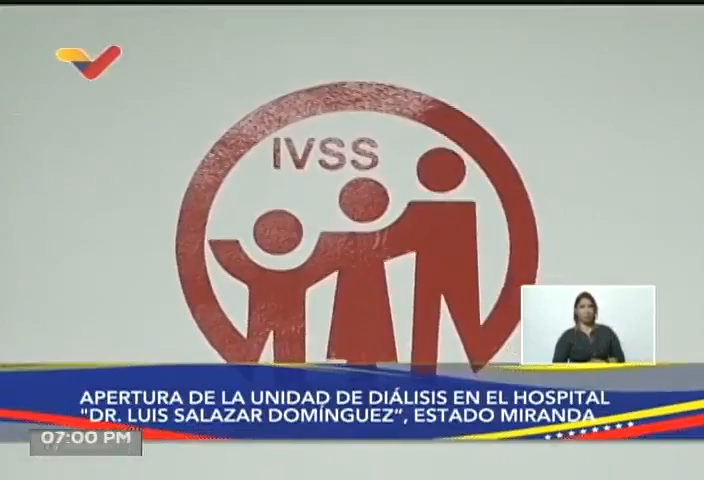 IVSS
APERTURA DE LA UNIDAD DE DIÁLISIS EN EL HOSPITAL
"DR. LUIS SALAZAR DOMÍNGUEZ", ESTADO MIRANDA
07:00 PM